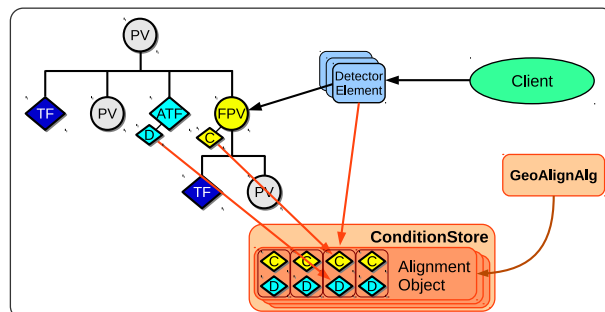 PV
Detector
Element
Client
TF
PV
ATF
FPV
D
C
TF
PV
GeoAlignAlg
ConditionStore
C C C C
Alignment
Object
D D D D